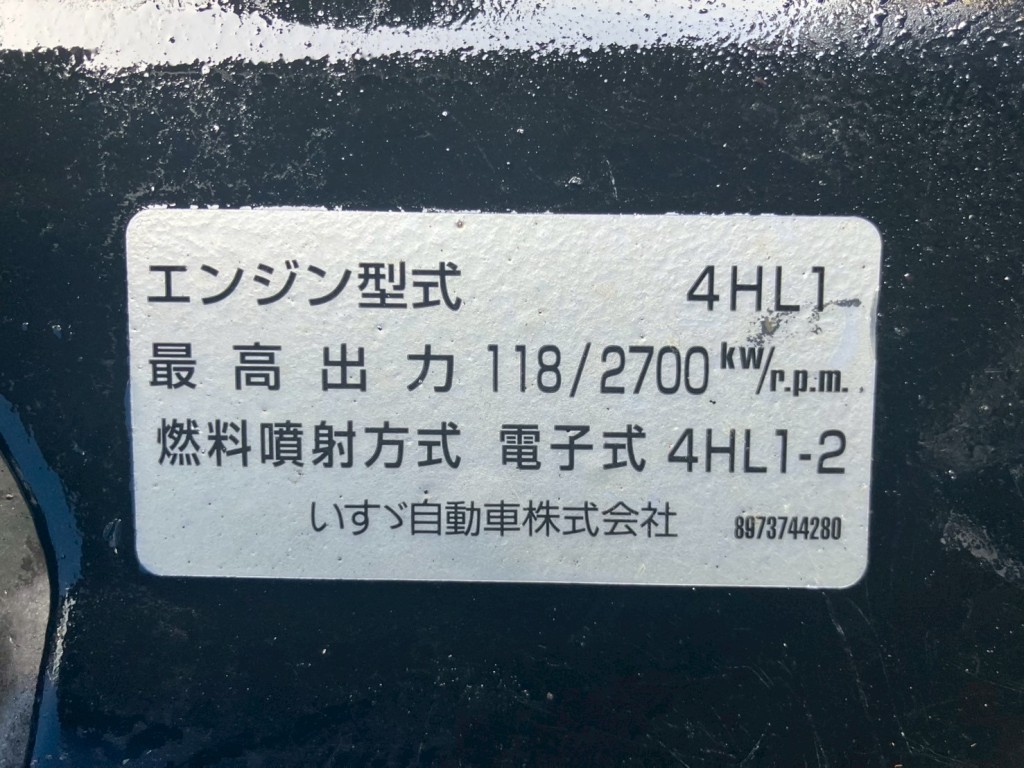 エンジン型式 4HL1
最高出力 118/2700 kW/r.p.m.
燃料噴射方式 電子式 4HL1-2
いすゞ自動車株式会社 8973744280